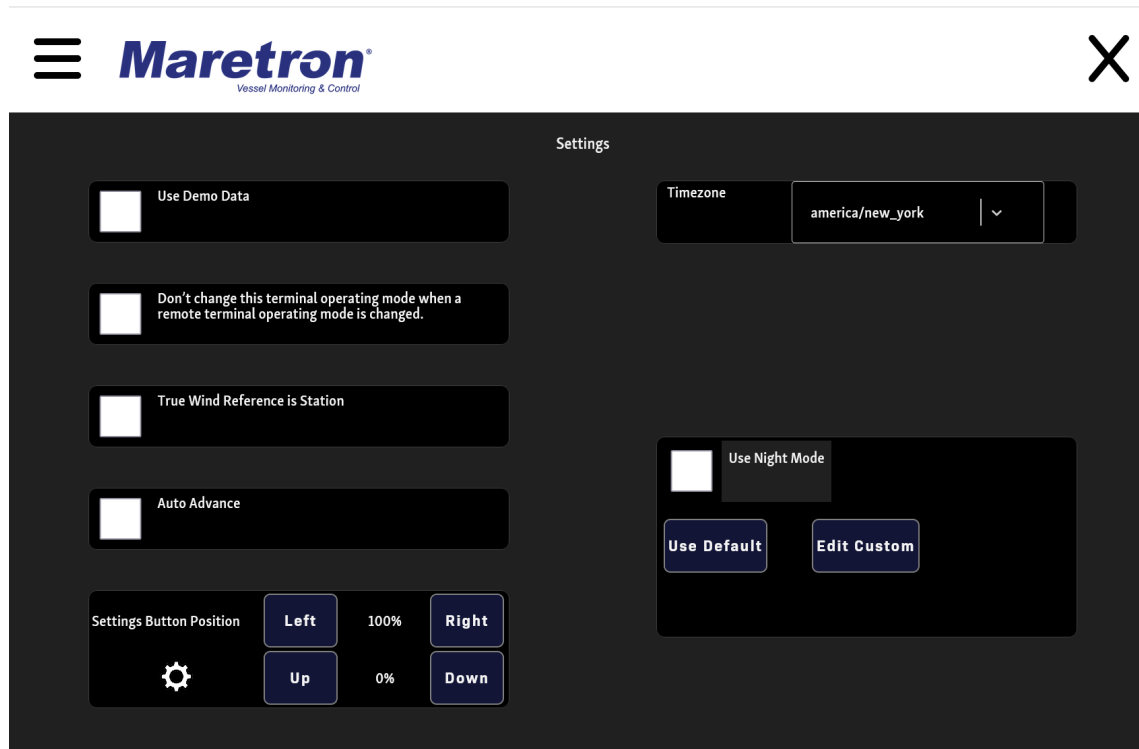 Maretron®
Vessel Monitoring & Control
Settings
Use Demo Data
Timezone
america/new_york
Don't change this terminal operating mode when a
remote terminal operating mode is changed.
True Wind Reference is Station
Use Night Mode
Auto Advance
Use Default
Edit Custom
Settings Button Position
Left
100%
Right
Up
0%
Down